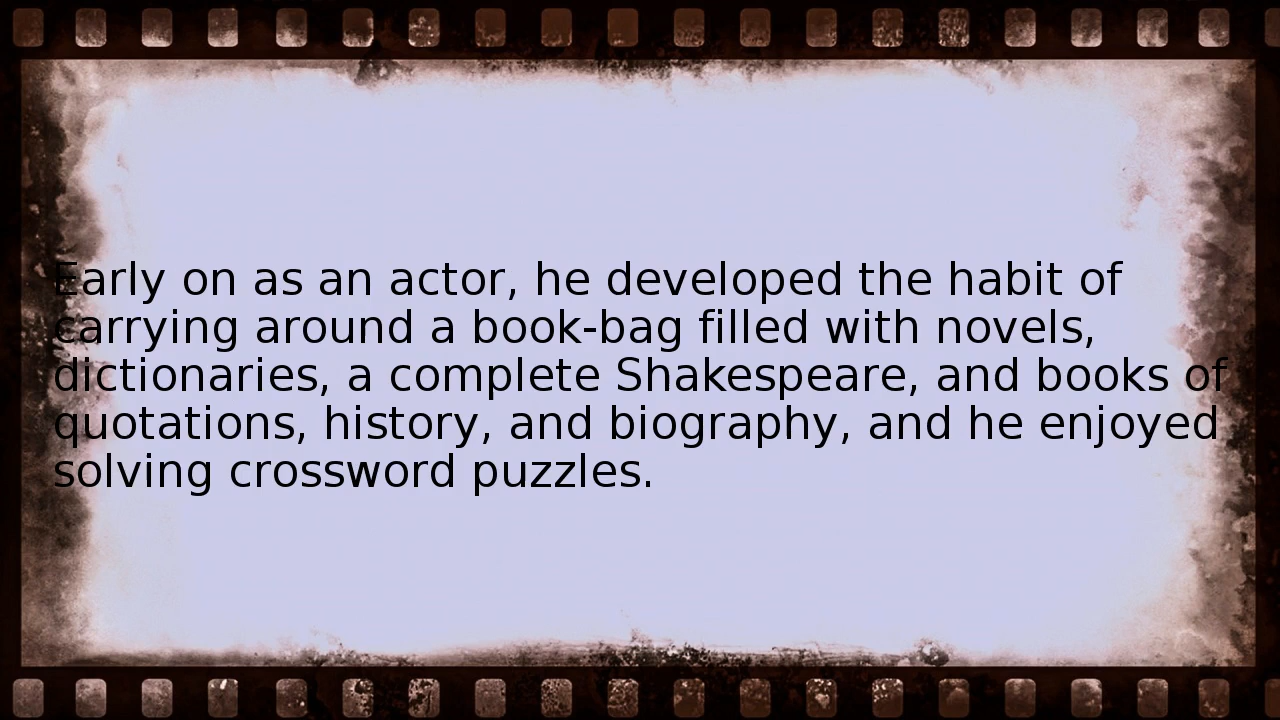 Early on as an actor, he developed the habit of
carrying around a book-bag filled with novels,
dictionaries, a complete Shakespeare, and books of
quotations, history, and biography, and he enjoyed
solving crossword puzzles.